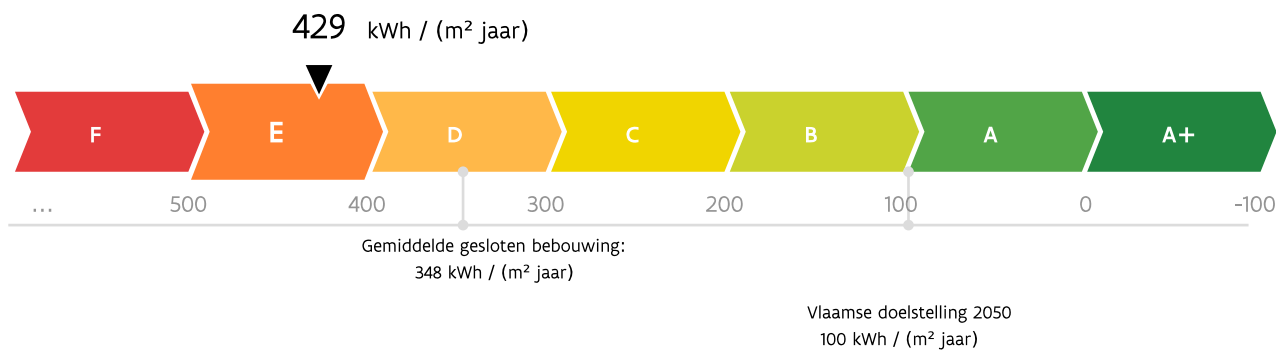 429 kWh / (m² jaar)
F E D C B A A+
... 500 400 300 200 100 0 -100
Gemiddelde gesloten bebouwing:
348 kWh / (m² jaar)
Vlaamse doelstelling 2050
100 kWh / (m² jaar)